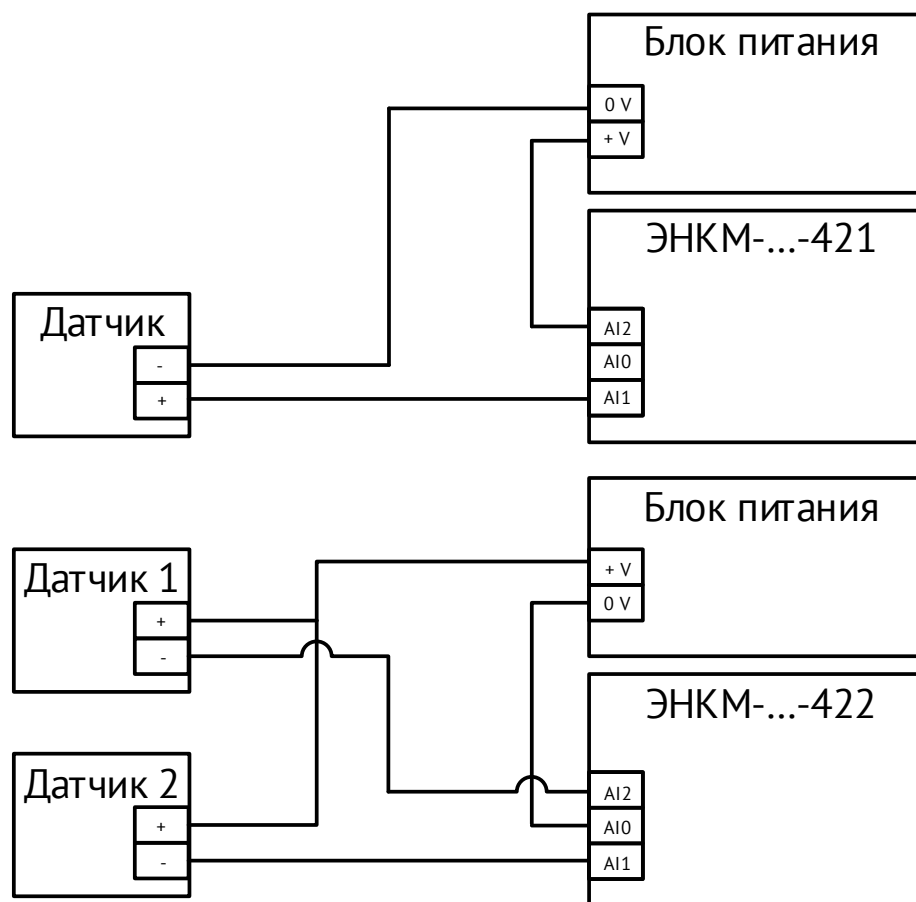 Блок питания
0 V
+ V
ЭНКМ-...-421
Датчик
AI2
-
AI0
+
AI1
Блок питания
+ V
0 V
Датчик 1
+
-
ЭНКМ-...-422
Датчик 2
AI2
+
AI0
-
AI1